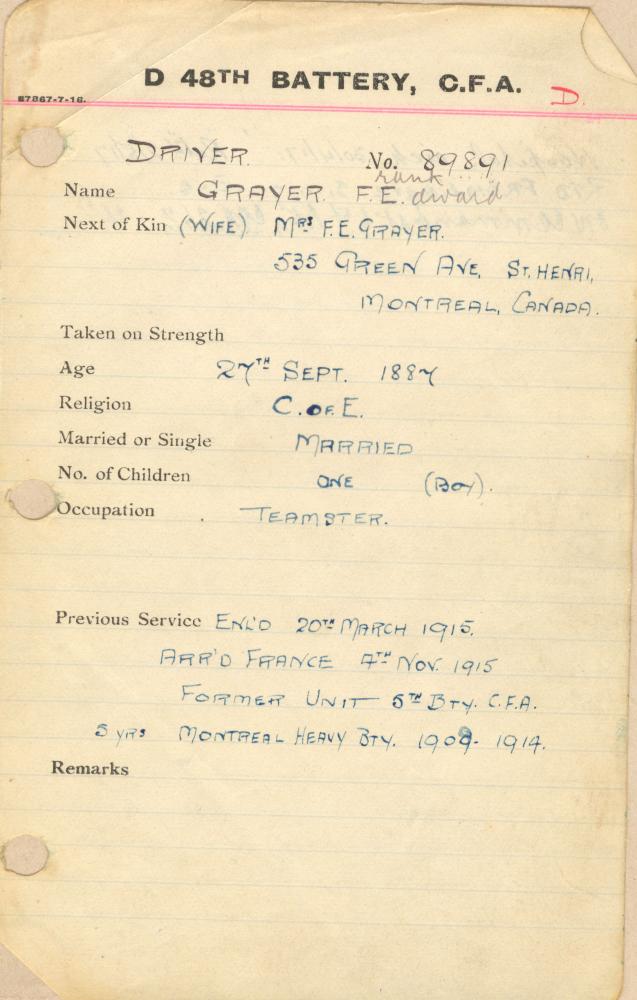 D 48TH BATTERY, C.F.A. D.
67867-7-16.
DRIVER. No. 89891
rank
Name GRAYER. F.E. dward
Next of Kin (WIFE) MRS F.E. GRAYER.
535 GREEN AVE, ST. HENRI,
MONTREAL, CANADA.
Taken on Strength
Age 27TH SEPT. 1887
Religion C. OF E.
Married or Single MARRIED
No. of Children ONE (BOY).
Occupation TEAMSTER.
Previous Service ENL'D 20TH MARCH 1915.
ARR'D FRANCE 4TH NOV. 1915
FORMER UNIT 5TH BTY. C.F.A.
5 YRS MONTREAL HEAVY BTY. 1909- 1914.
Remarks